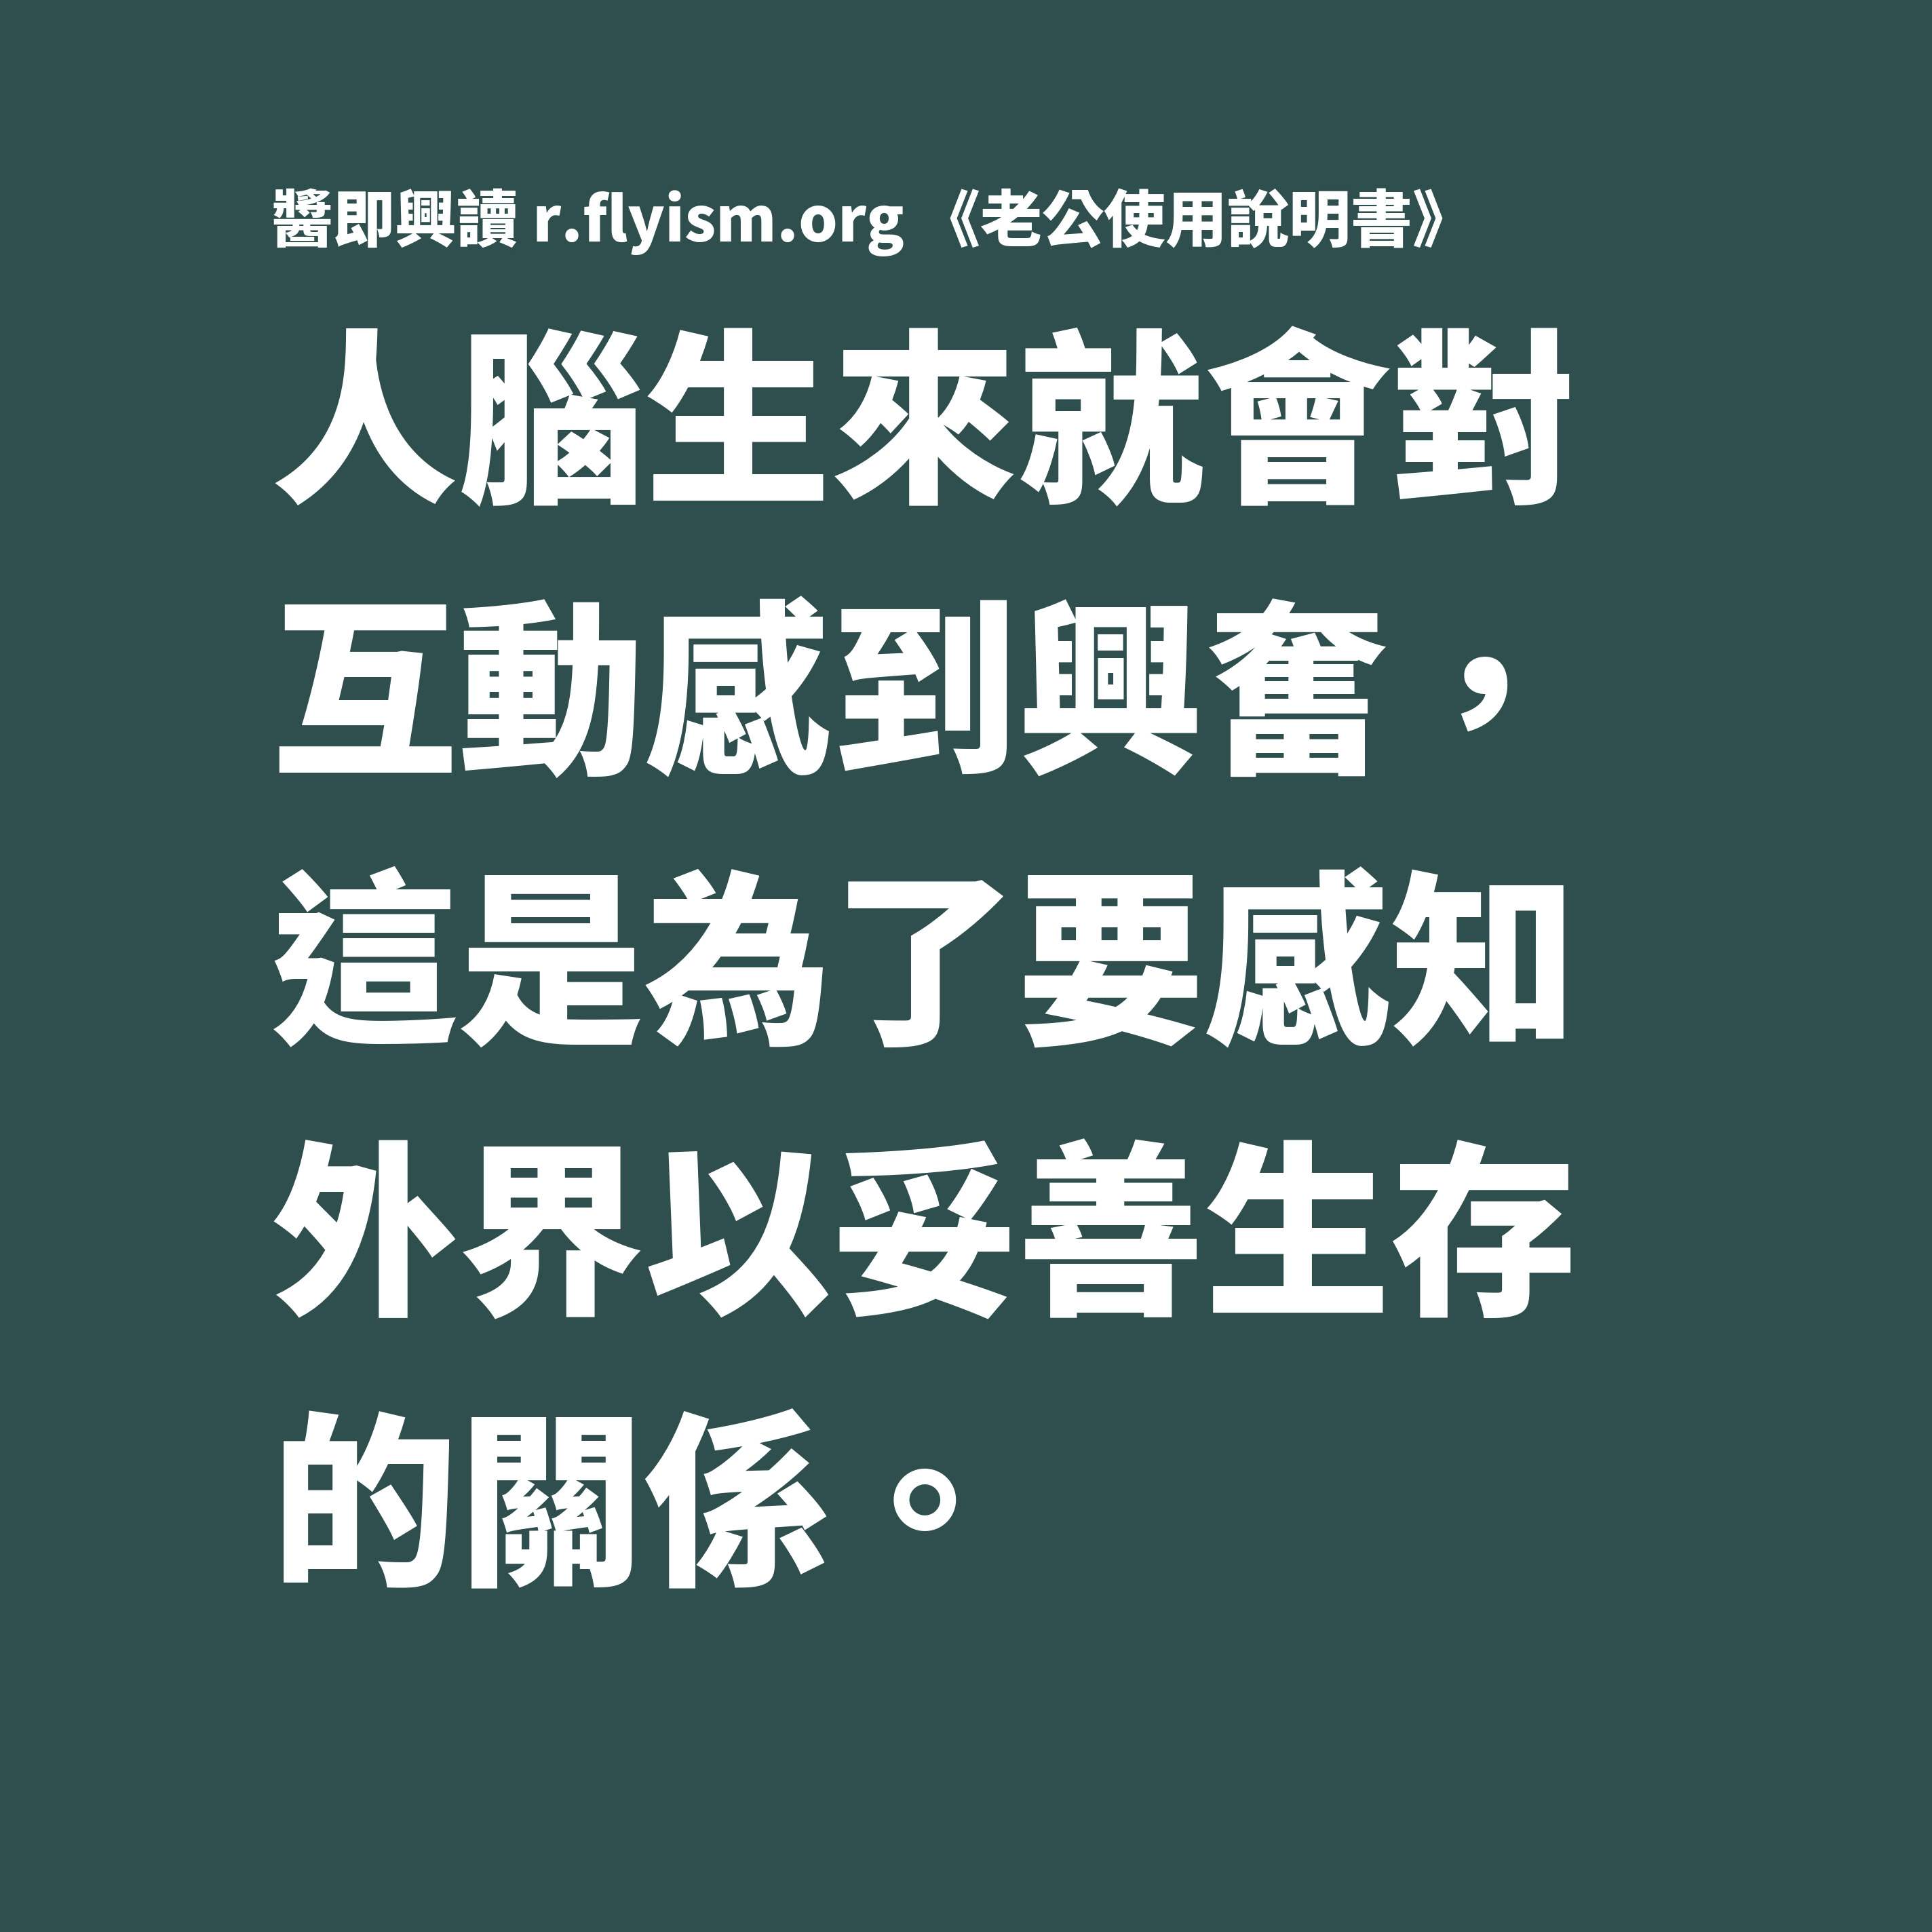 翻即與讀 r.flyism.org 《老公使用說明書》
人腦生來就會對
互動感到興奮，
這是為了要感知
外界以妥善生存
的關係。